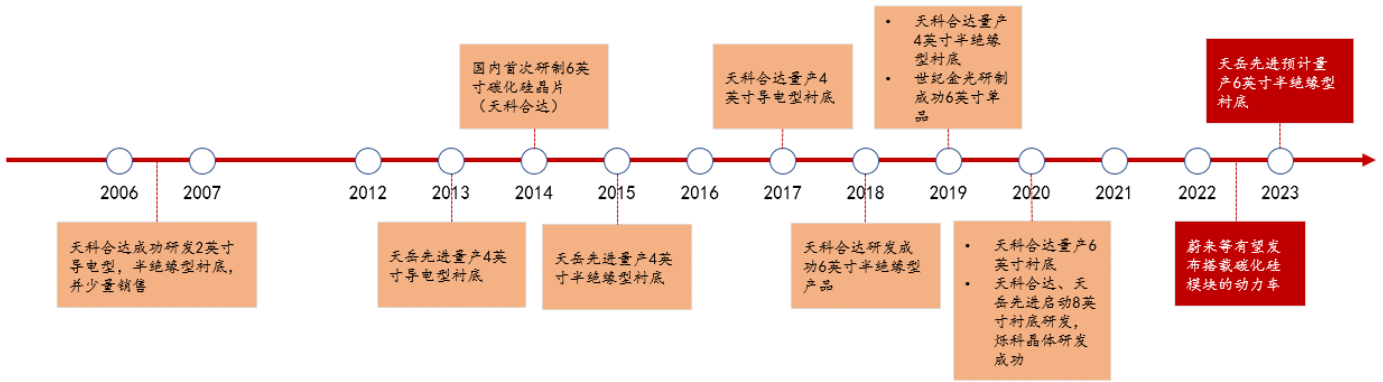 国内首次研制6英
寸碳化硅晶片
（天科合达）
天科合达量产4
英寸导电型衬底
• 天科合达量产
4英寸半绝缘
型衬底
• 世纪金光研制
成功6英寸单
品
天岳先进预计量
产6英寸半绝缘型
衬底
2006
2007
2012
2013
2014
2015
2016
2017
2018
2019
2020
2021
2022
2023
天科合达成功研发2英寸
导电型，半绝缘型衬底，
并少量销售
天岳先进量产4英
寸导电型衬底
天岳先进量产4英
寸半绝缘型衬底
天科合达研发成
功6英寸半绝缘型
产品
• 天科合达量产6
英寸衬底
• 天科合达、天
岳先进启动8英
寸衬底研发，
烁科晶体研发
成功
蔚来等有望发
布搭载碳化硅
模块的动力车